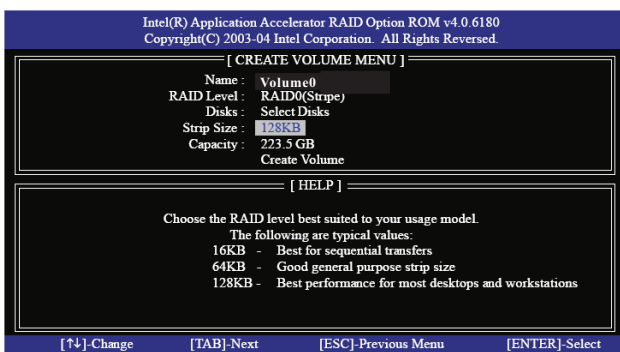 Intel(R) Application Accelerator RAID Option ROM v4.0.6180
Copyright(C) 2003-04 Intel Corporation. All Rights Reversed.
[ CREATE VOLUME MENU ]
Name : Volume0
RAID Level : RAID0(Stripe)
Disks : Select Disks
Strip Size : 128KB
Capacity : 223.5 GB
Create Volume
[ HELP ]
Choose the RAID level best suited to your usage model.
The following are typical values:
16KB - Best for sequential transfers
64KB - Good general purpose strip size
128KB - Best performance for most desktops and workstations
[↑↓]-Change [TAB]-Next [ESC]-Previous Menu [ENTER]-Select